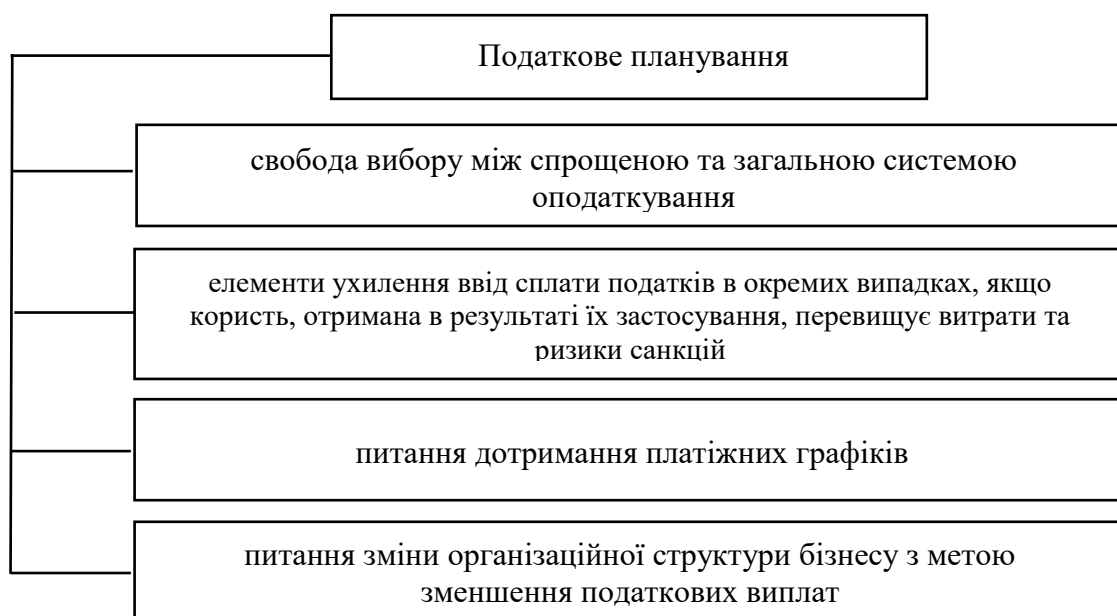 Податкове планування
свобода вибору між спрощеною та загальною системою
оподаткування
елементи ухилення ввід сплати податків в окремих випадках, якщо
користь, отримана в результаті їх застосування, перевищує витрати та
ризики санкцій
питання дотримання платіжних графіків
питання зміни організаційної структури бізнесу з метою
зменшення податкових виплат